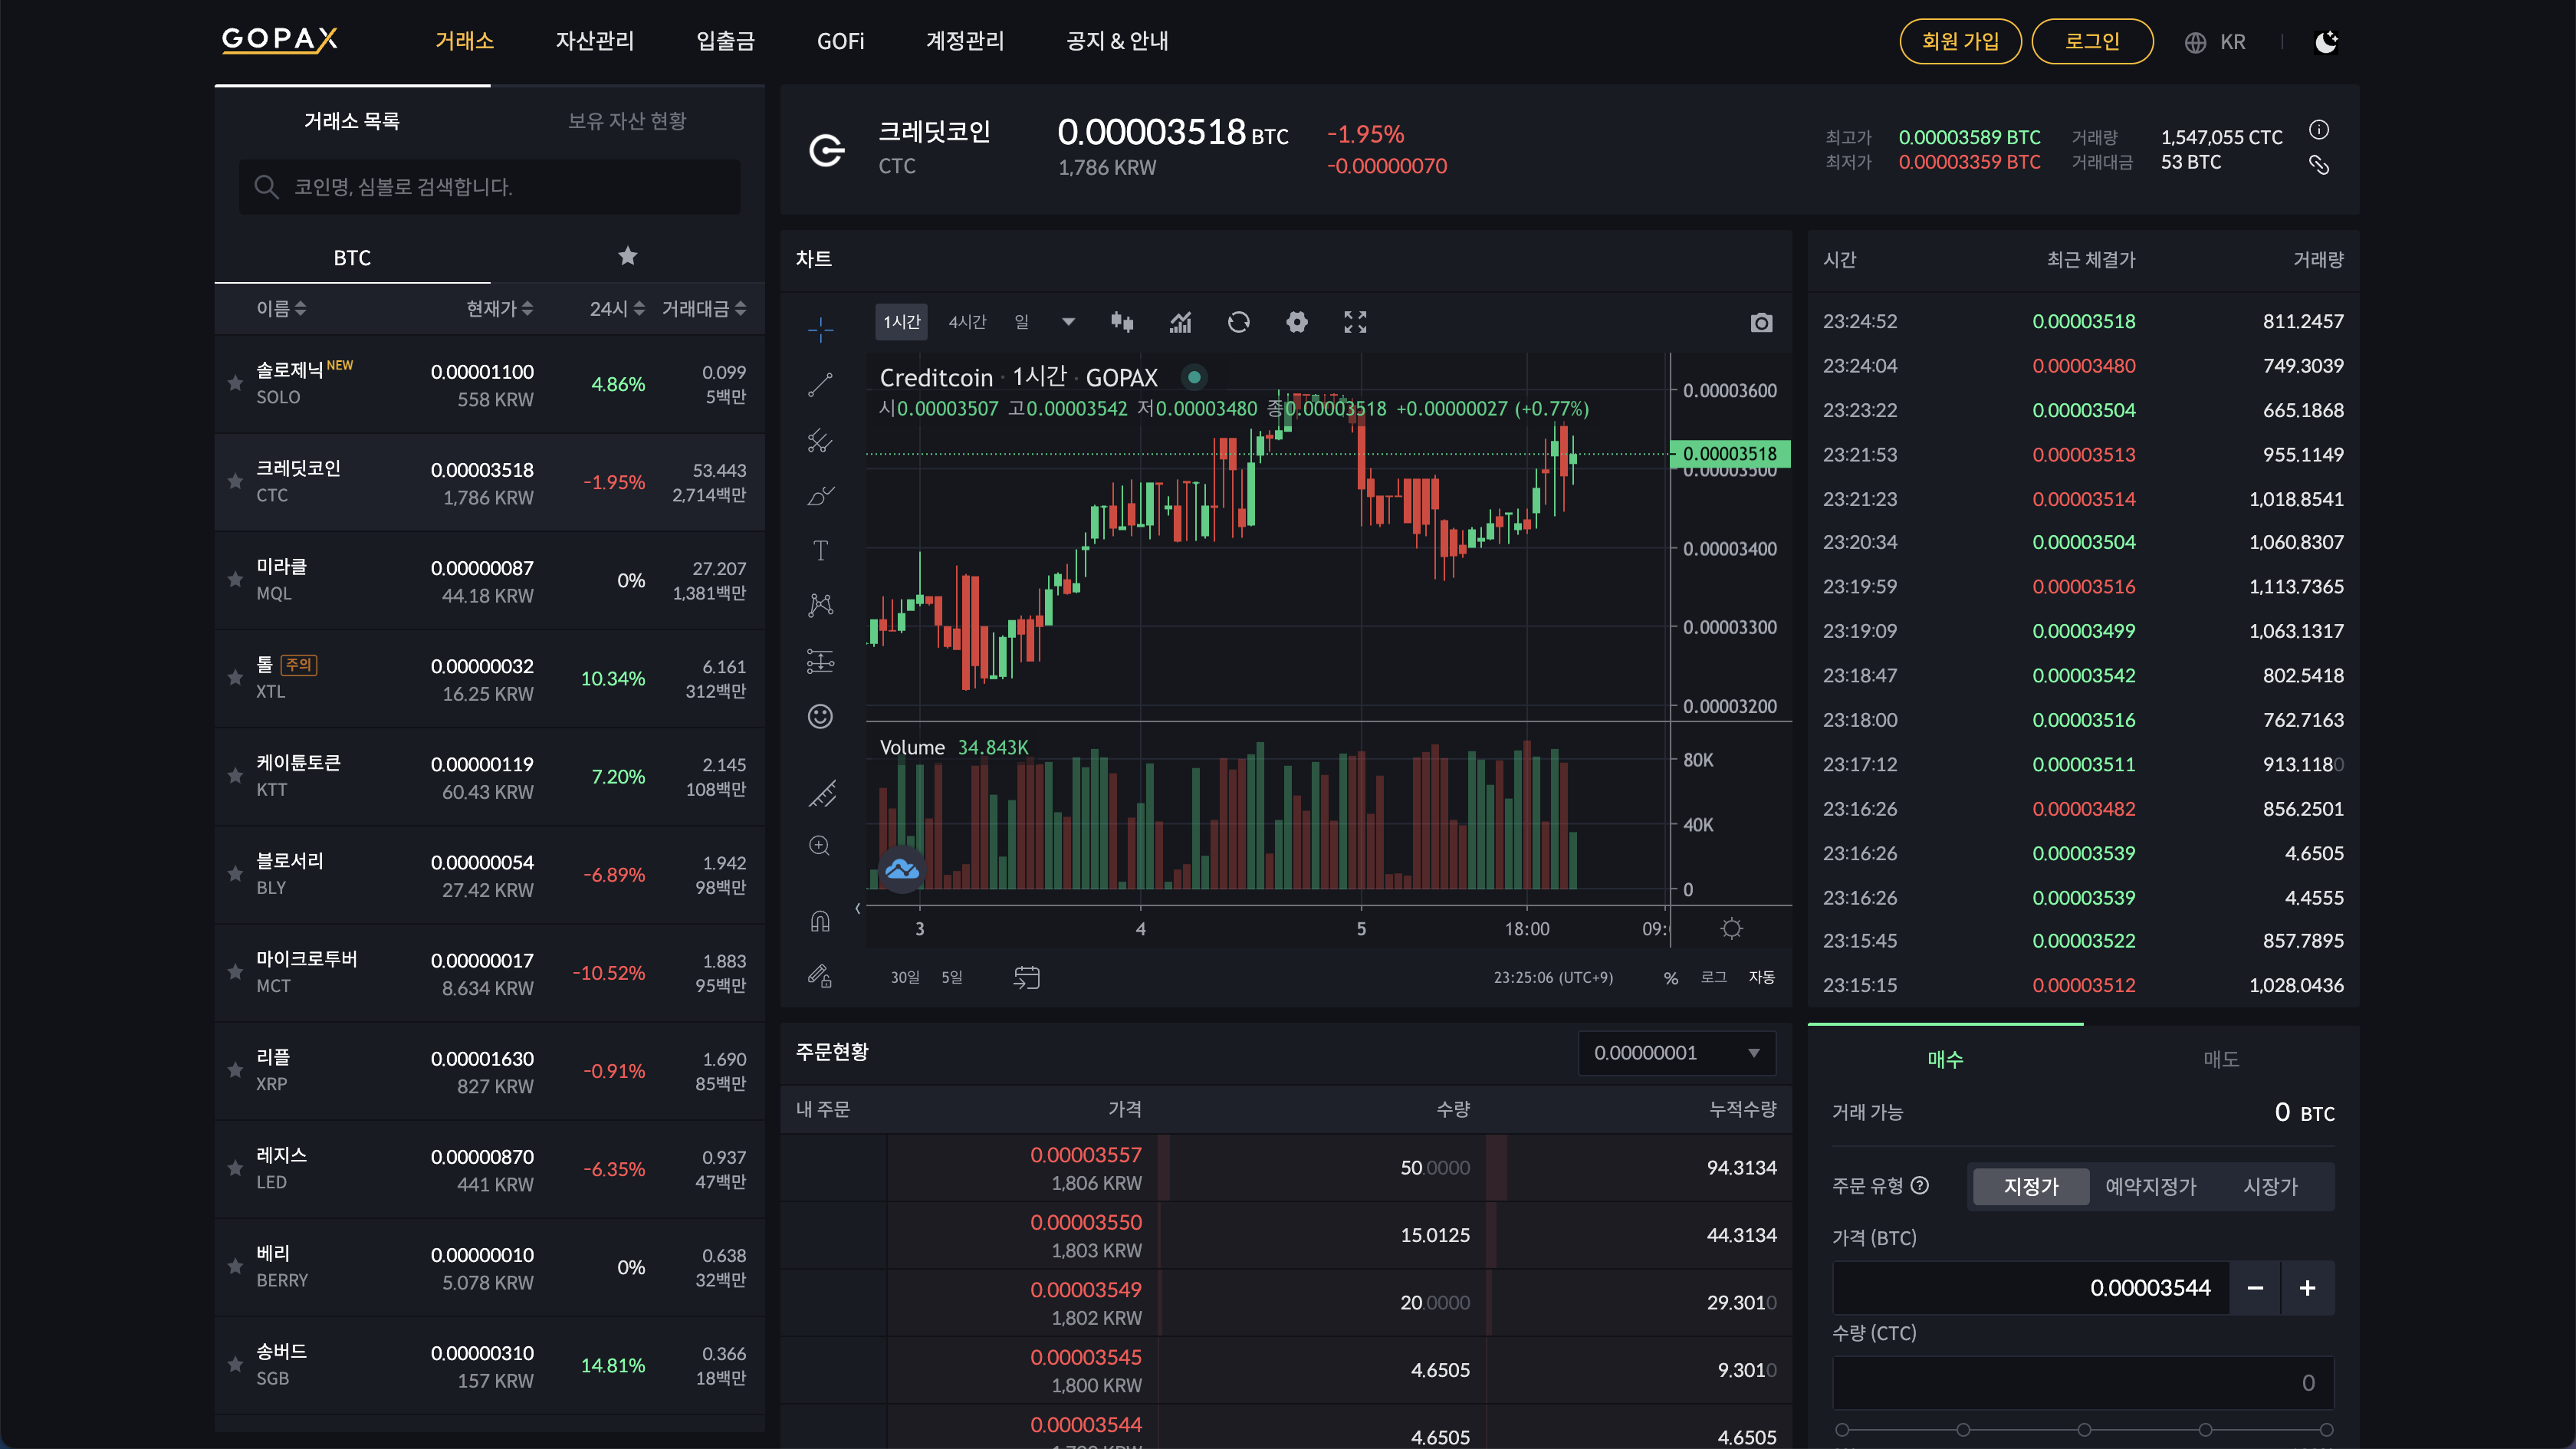 GOPAX
거래소
자산관리
입출금
GOFi
계정관리
공지 & 안내
회원 가입
로그인
KR
거래소 목록
보유 자산 현황
코인명, 심볼로 검색합니다.
BTC
이름 현재가 24시 거래대금
솔로제닉 NEW 0.00001100 4.86% 0.099
SOLO 558 KRW 5백만
크레딧코인 0.00003518 -1.95% 53.443
CTC 1,786 KRW 2,714백만
미라클 0.00000087 0% 27.207
MQL 44.18 KRW 1,381백만
톨 주의 0.00000032 10.34% 6.161
XTL 16.25 KRW 312백만
케이튠토큰 0.00000119 7.20% 2.145
KTT 60.43 KRW 108백만
블로서리 0.00000054 -6.89% 1.942
BLY 27.42 KRW 98백만
마이크로투버 0.00000017 -10.52% 1.883
MCT 8.634 KRW 95백만
리플 0.00001630 -0.91% 1.690
XRP 827 KRW 85백만
레지스 0.00000870 -6.35% 0.937
LED 441 KRW 47백만
베리 0.00000010 0% 0.638
BERRY 5.078 KRW 32백만
송버드 0.00000310 14.81% 0.366
SGB 157 KRW 18백만
크레딧코인 0.00003518 BTC -1.95%
CTC 1,786 KRW -0.00000070
최고가 0.00003589 BTC 거래량 1,547,055 CTC
최저가 0.00003359 BTC 거래대금 53 BTC
차트
1시간 4시간 일
Creditcoin · 1시간 · GOPAX
시0.00003507 고0.00003542 저0.00003480 종0.00003518 +0.00000027 (+0.77%)
0.00003600
0.00003518
0.00003500
0.00003400
0.00003300
0.00003200
Volume 34.843K
80K
40K
0
3 4 5 18:00 09:
30일 5일 23:25:06 (UTC+9) % 로그 자동
시간 최근 체결가 거래량
23:24:52 0.00003518 811.2457
23:24:04 0.00003480 749.3039
23:23:22 0.00003504 665.1868
23:21:53 0.00003513 955.1149
23:21:23 0.00003514 1,018.8541
23:20:34 0.00003504 1,060.8307
23:19:59 0.00003516 1,113.7365
23:19:09 0.00003499 1,063.1317
23:18:47 0.00003542 802.5418
23:18:00 0.00003516 762.7163
23:17:12 0.00003511 913.1180
23:16:26 0.00003482 856.2501
23:16:26 0.00003539 4.6505
23:16:26 0.00003539 4.4555
23:15:45 0.00003522 857.7895
23:15:15 0.00003512 1,028.0436
주문현황 0.00000001
내 주문 가격 수량 누적수량
0.00003557 50.0000 94.3134
1,806 KRW
0.00003550 15.0125 44.3134
1,803 KRW
0.00003549 20.0000 29.3010
1,802 KRW
0.00003545 4.6505 9.3010
1,800 KRW
0.00003544 4.6505 4.6505
매수 매도
거래 가능 0 BTC
주문 유형 지정가 예약지정가 시장가
가격 (BTC)
0.00003544 − +
수량 (CTC)
0